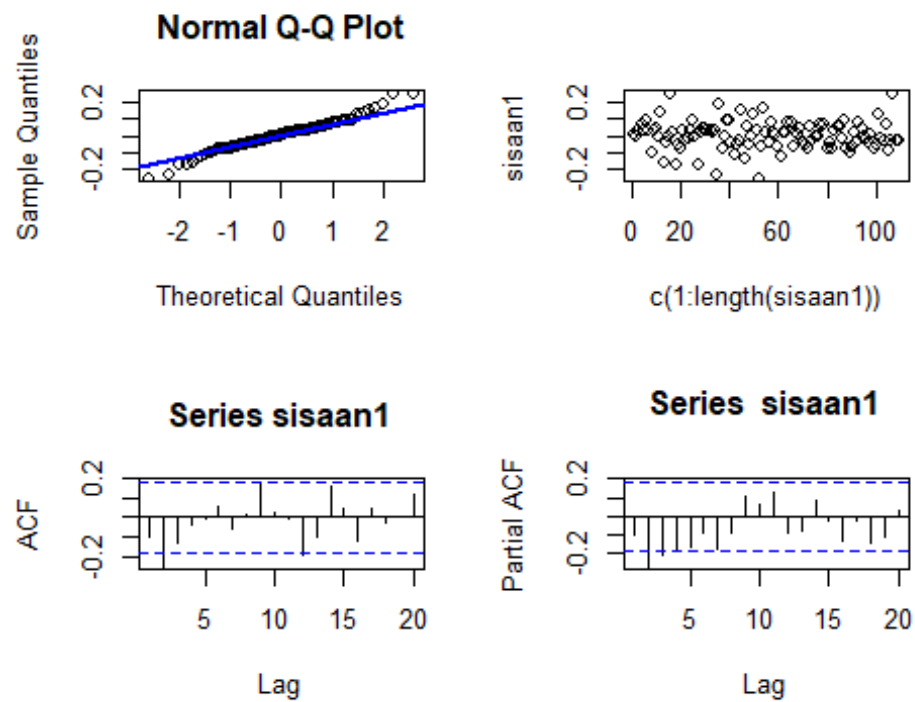 Normal Q-Q Plot
Sample Quantiles
-0.2 0.2
-2 -1 0 1 2
Theoretical Quantiles
sisaan1
-0.2 0.2
0 20 60 100
c(1:length(sisaan1))
Series sisaan1
ACF
-0.2 0.2
5 10 15 20
Lag
Series sisaan1
Partial ACF
-0.2 0.2
5 10 15 20
Lag